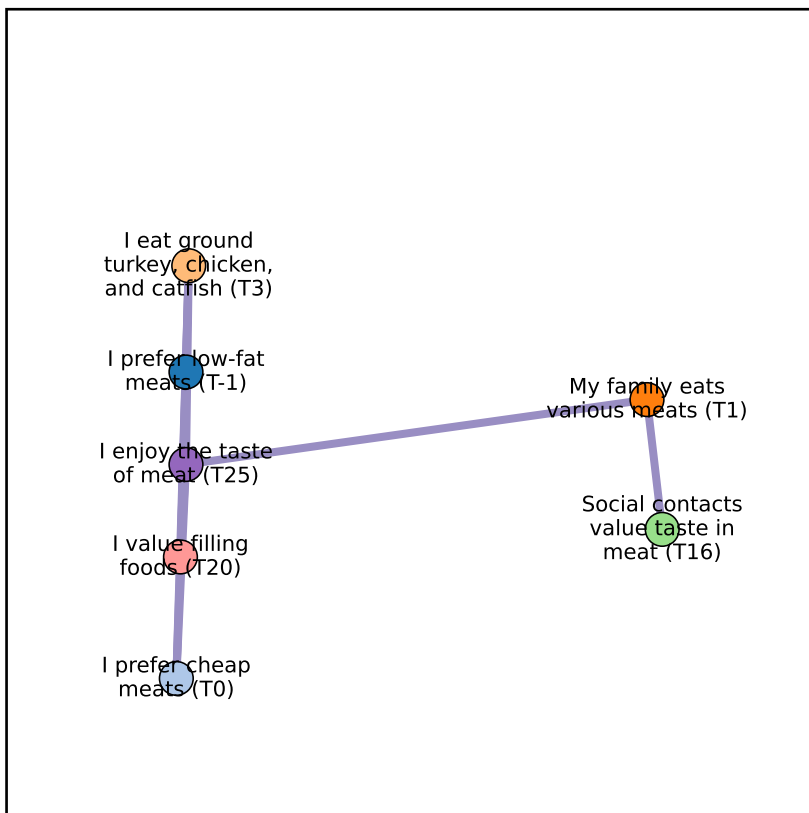 I eat ground
turkey, chicken,
and catfish (T3)
I prefer low-fat
meats (T-1)
My family eats
various meats (T1)
I enjoy the taste
of meat (T25)
Social contacts
value taste in
meat (T16)
I value filling
foods (T20)
I prefer cheap
meats (T0)